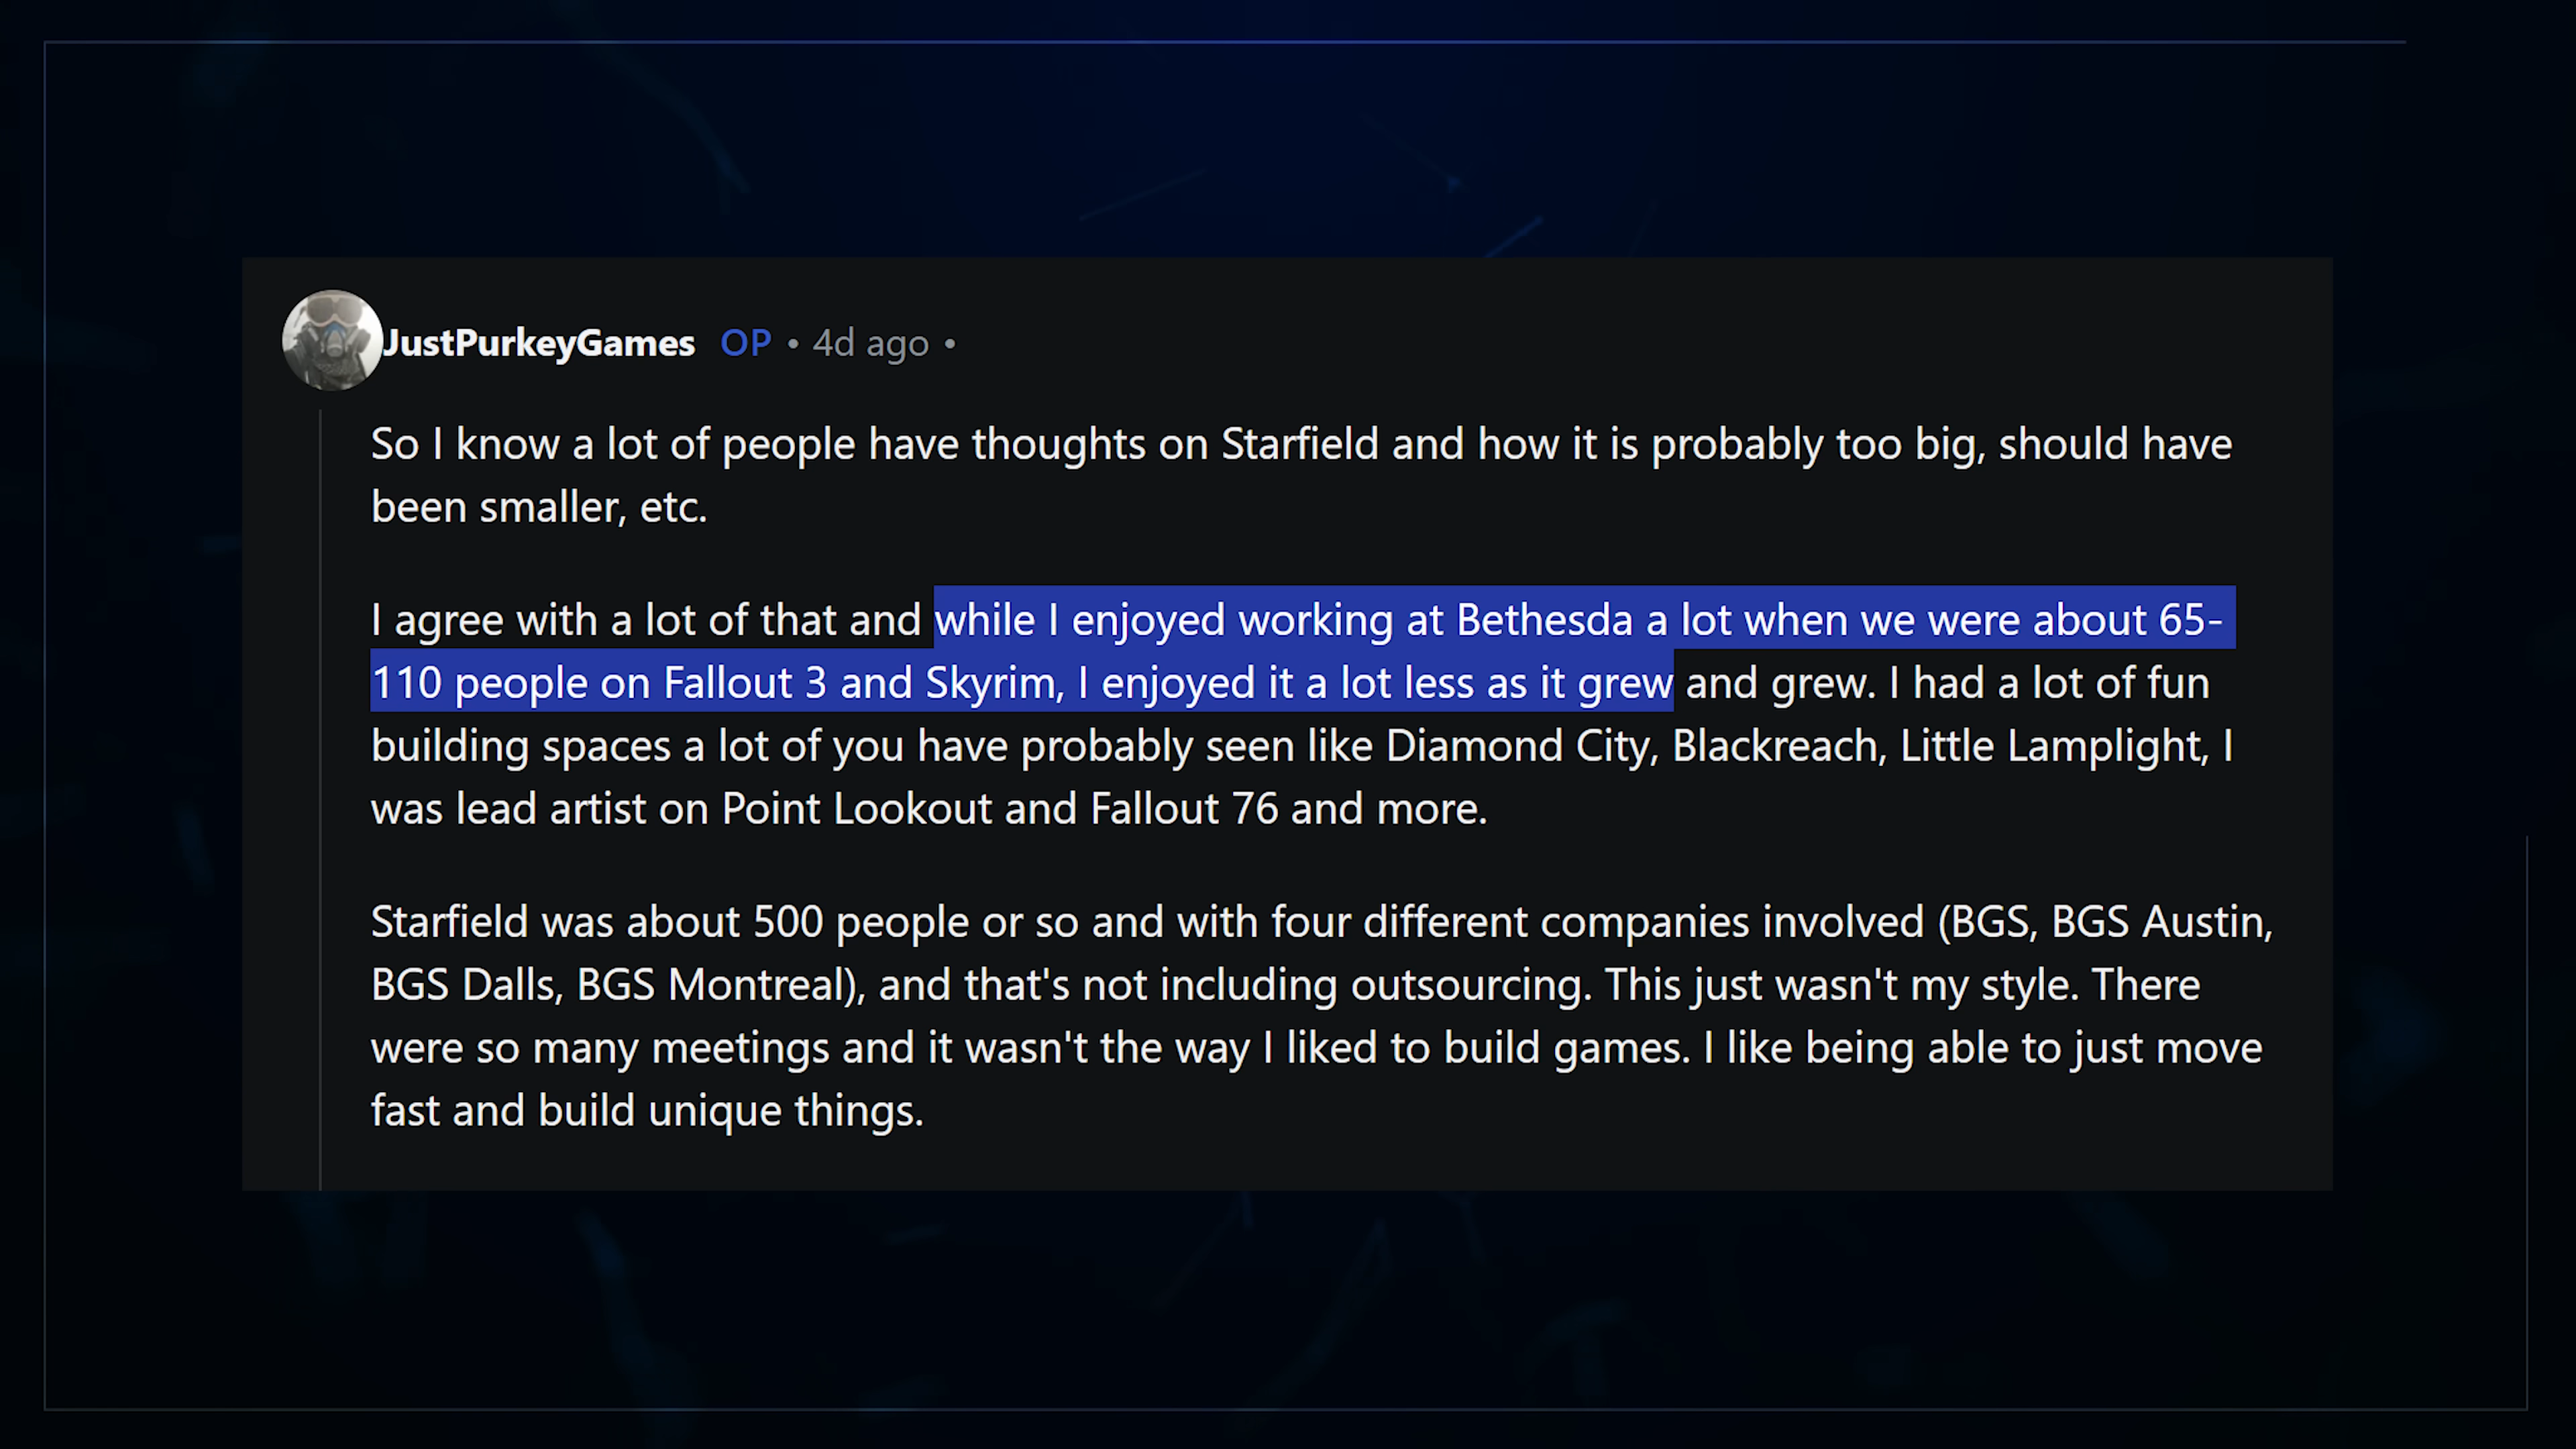 JustPurkeyGames OP • 4d ago •
So I know a lot of people have thoughts on Starfield and how it is probably too big, should have
been smaller, etc.
I agree with a lot of that and while I enjoyed working at Bethesda a lot when we were about 65-
110 people on Fallout 3 and Skyrim, I enjoyed it a lot less as it grew and grew. I had a lot of fun
building spaces a lot of you have probably seen like Diamond City, Blackreach, Little Lamplight, I
was lead artist on Point Lookout and Fallout 76 and more.
Starfield was about 500 people or so and with four different companies involved (BGS, BGS Austin,
BGS Dalls, BGS Montreal), and that's not including outsourcing. This just wasn't my style. There
were so many meetings and it wasn't the way I liked to build games. I like being able to just move
fast and build unique things.